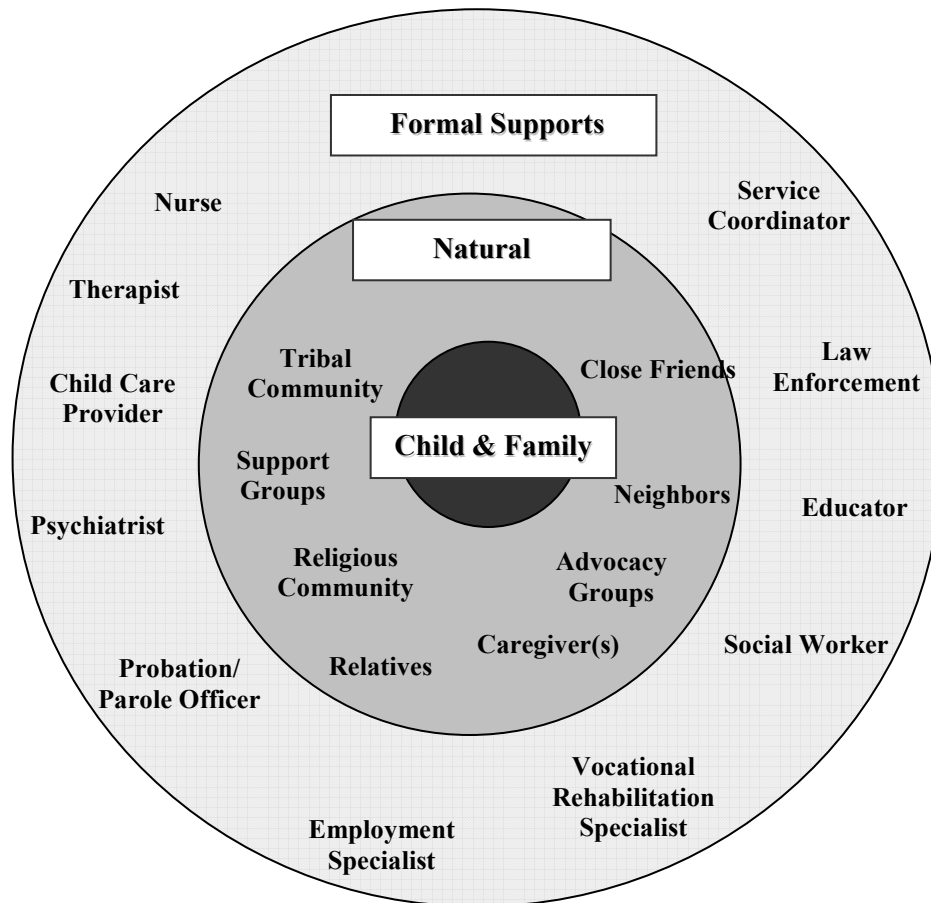 Formal Supports
Nurse
Service
Coordinator
Natural
Therapist
Tribal
Community
Close Friends
Law
Enforcement
Child Care
Provider
Child & Family
Support
Groups
Neighbors
Educator
Psychiatrist
Religious
Community
Advocacy
Groups
Caregiver(s)
Social Worker
Relatives
Probation/
Parole Officer
Vocational
Rehabilitation
Specialist
Employment
Specialist